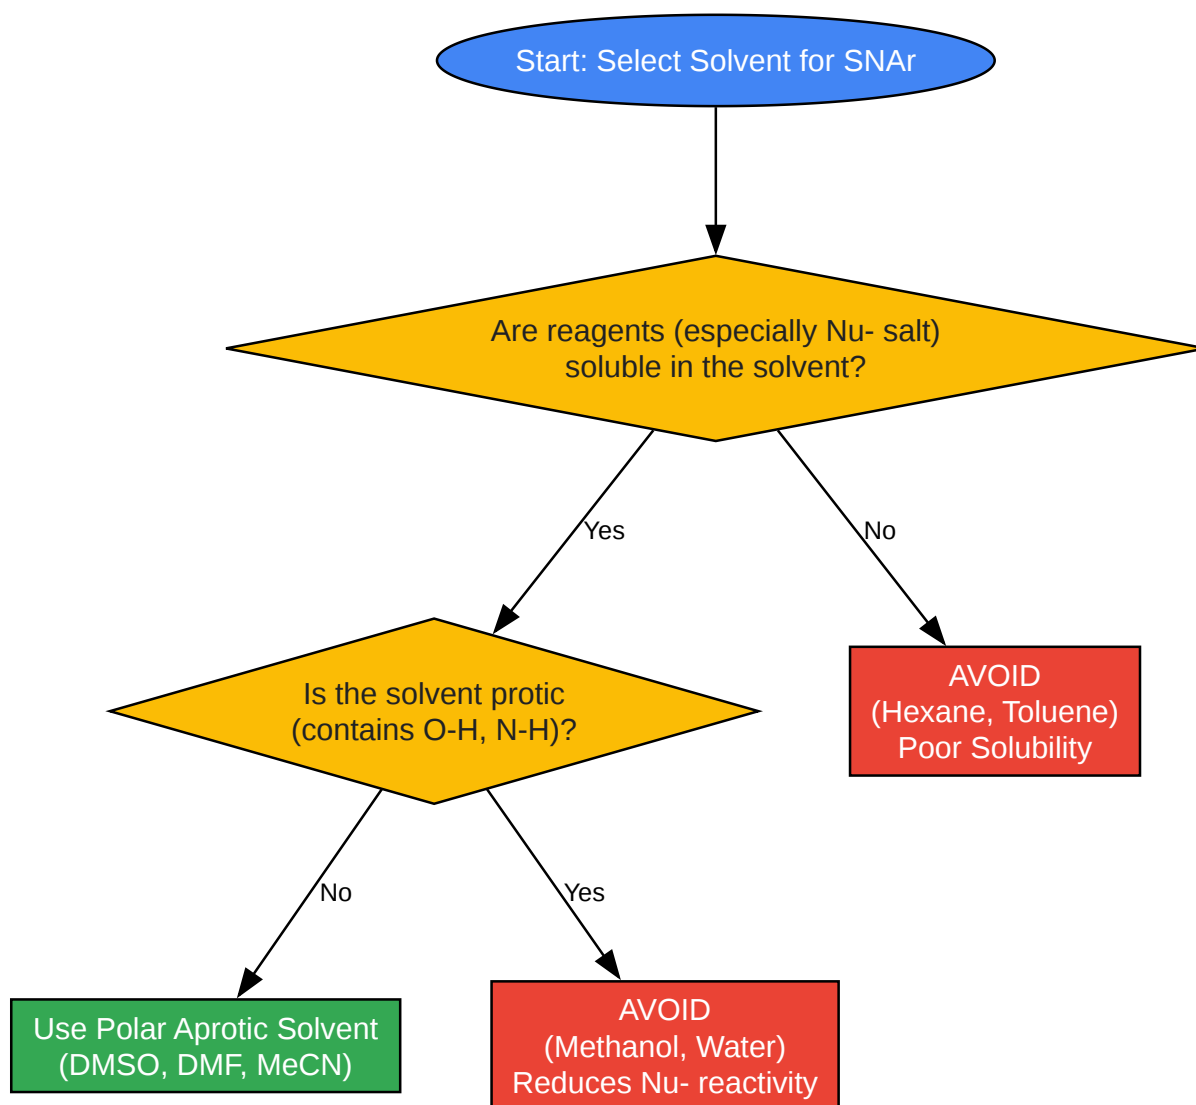 Start: Select Solvent for SNAr
Are reagents (especially Nu- salt)
soluble in the solvent?
Yes
No
Is the solvent protic
(contains O-H, N-H)?
AVOID
(Hexane, Toluene)
Poor Solubility
No
Yes
Use Polar Aprotic Solvent
(DMSO, DMF, MeCN)
AVOID
(Methanol, Water)
Reduces Nu- reactivity